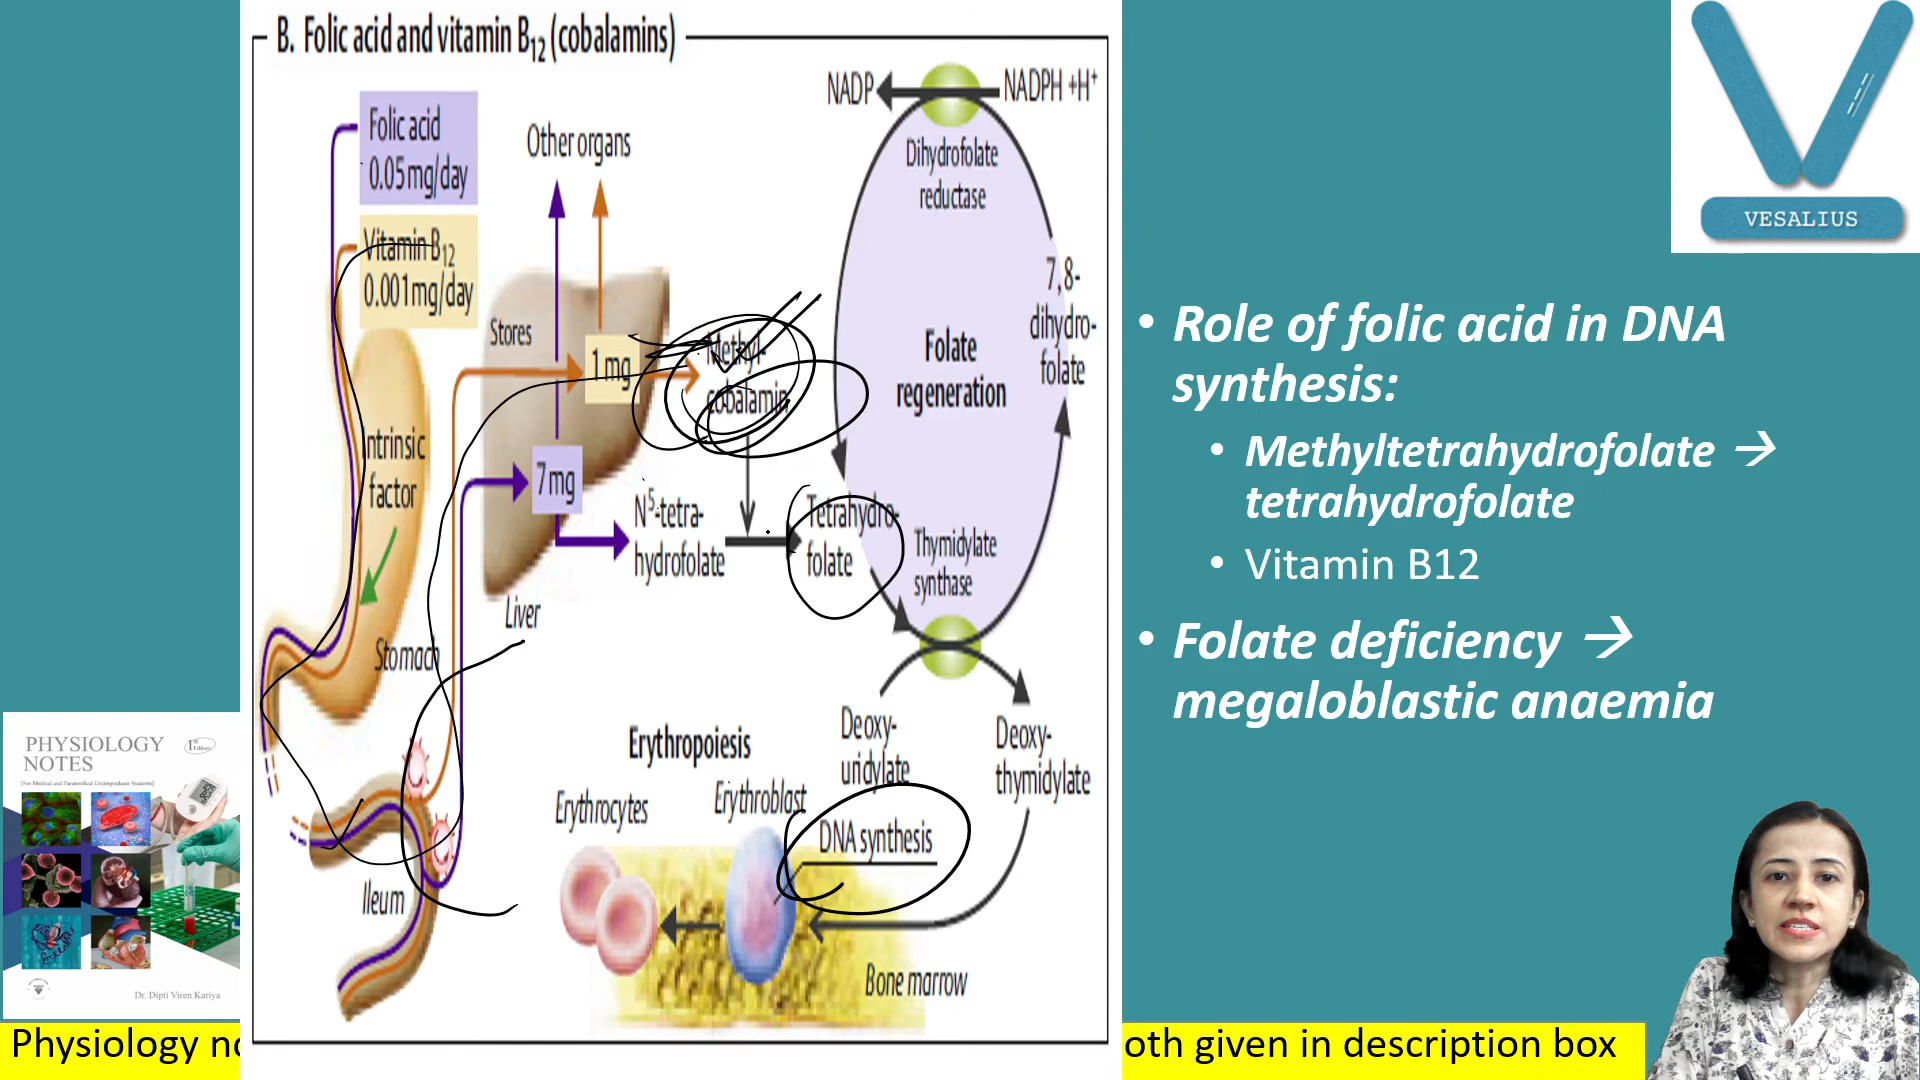 B. Folic acid and vitamin B12 (cobalamins)
Folic acid
0.05 mg/day
Vitamin B12
0.001 mg/day
Other organs
Stores
1 mg
7 mg
Intrinsic
factor
Stomach
Liver
Ileum
Methyl-
cobalamin
N5-tetra-
hydrofolate
Tetrahydro-
folate
NADP
NADPH +H+
Dihydrofolate
reductase
7,8-
dihydro-
folate
Folate
regeneration
Thymidylate
synthase
Deoxy-
uridylate
Deoxy-
thymidylate
Erythropoiesis
Erythrocytes
Erythroblast
DNA synthesis
Bone marrow
VESALIUS
• Role of folic acid in DNA
synthesis:
• Methyltetrahydrofolate →
tetrahydrofolate
• Vitamin B12
• Folate deficiency →
megaloblastic anaemia
PHYSIOLOGY
NOTES
1st
Edition
[For Medical and Paramedical Undergraduate Students]
Dr. Dipti Viren Kariya
Physiology no
oth given in description box